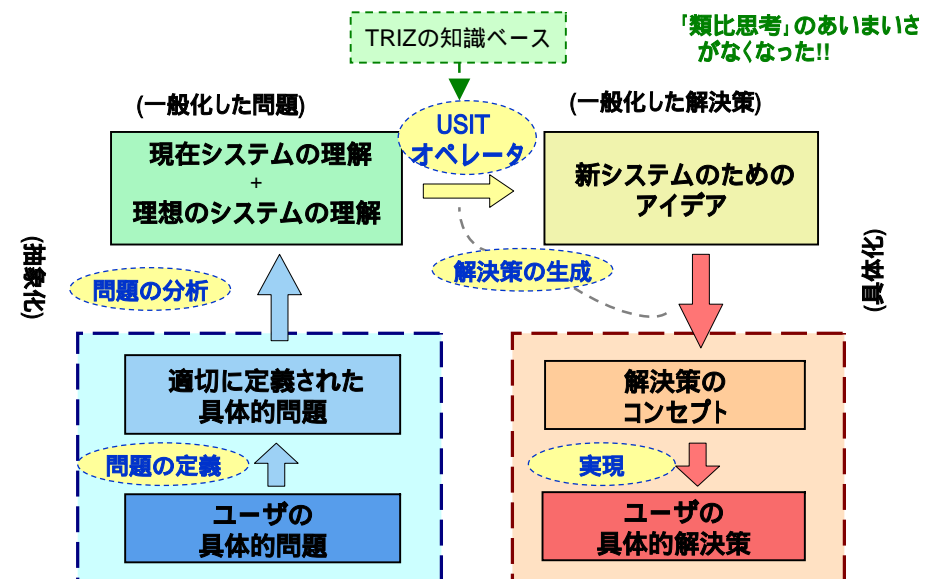 TRIZの知識ベース
「類比思考」のあいまいさ
がなくなった!!
(一般化した問題)
(一般化した解決策)
USIT
オペレータ
現在システムの理解
+
理想のシステムの理解
新システムのための
アイデア
(抽象化)
(具体化)
問題の分析
解決策の生成
適切に定義された
具体的問題
解決策の
コンセプト
問題の定義
実現
ユーザの
具体的問題
ユーザの
具体的解決策